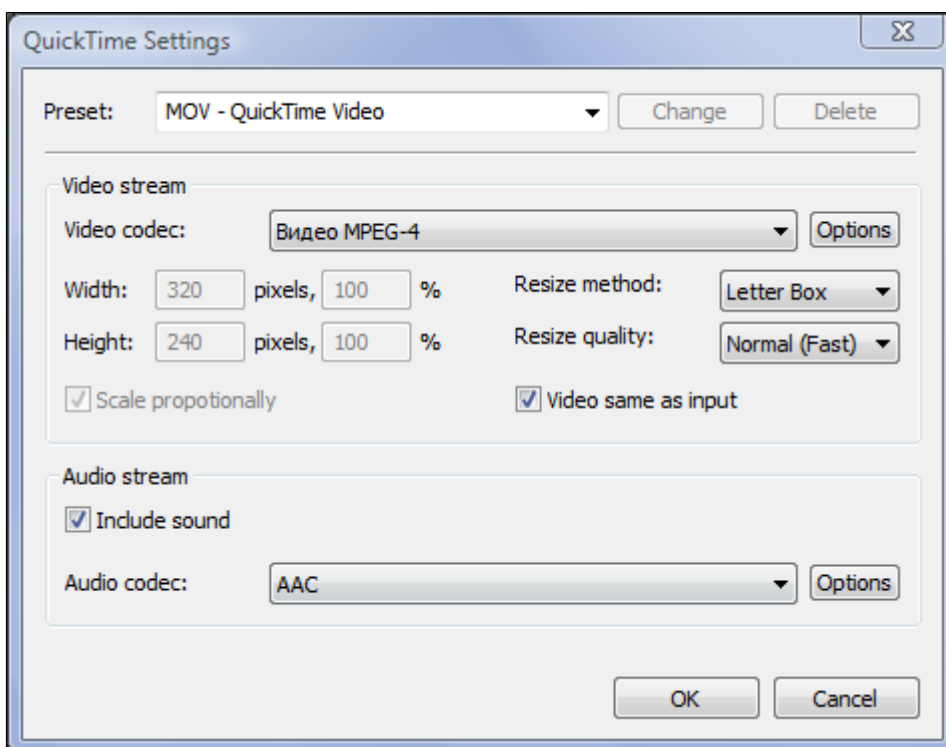 QuickTime Settings
Preset: MOV - QuickTime Video Change Delete
Video stream
Video codec: Видео MPEG-4 Options
Width: 320 pixels, 100 % Resize method: Letter Box
Height: 240 pixels, 100 % Resize quality: Normal (Fast)
Scale propotionally Video same as input
Audio stream
Include sound
Audio codec: AAC Options
OK Cancel